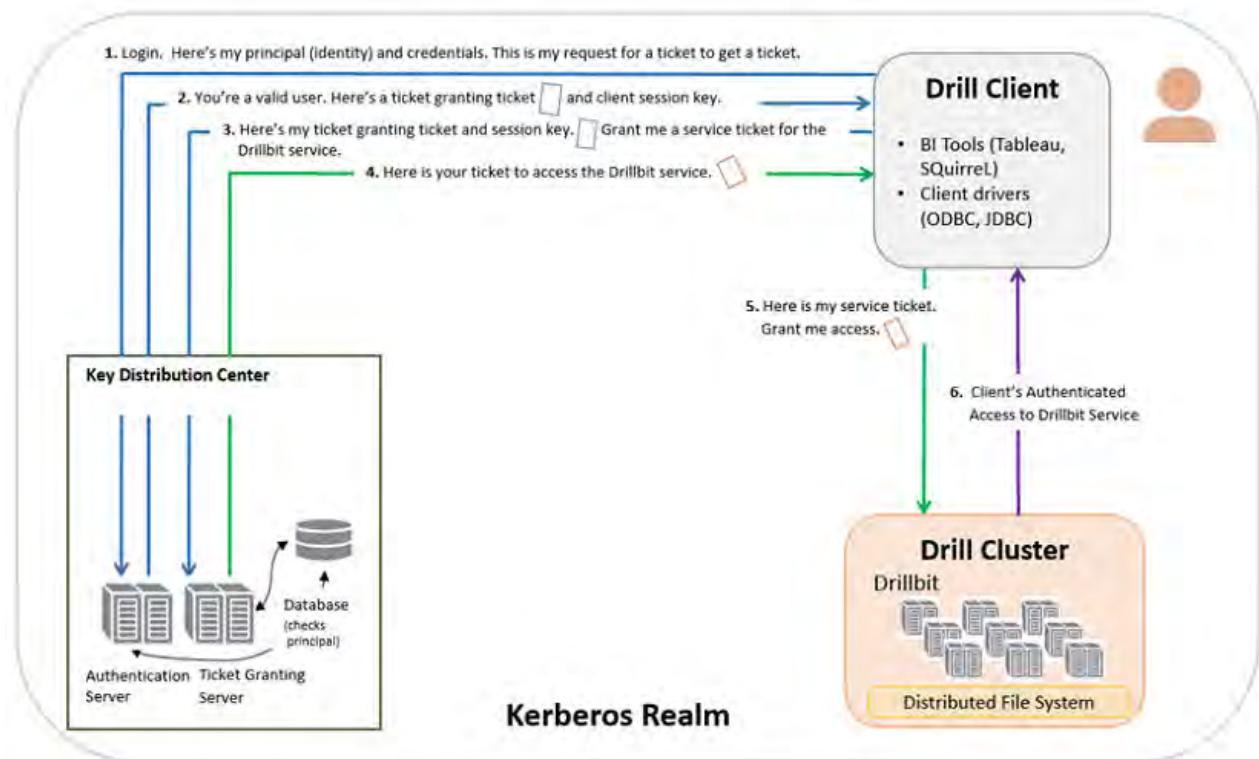 1. Login.  Here's my principal (identity) and credentials. This is my request for a ticket to get a ticket.
2. You're a valid user. Here's a ticket granting ticket and client session key.
3. Here's my ticket granting ticket and session key. Grant me a service ticket for the
Drillbit service.
4. Here is your ticket to access the Drillbit service.
Drill Client
• BI Tools (Tableau,
SQuirreL)
• Client drivers
(ODBC, JDBC)
5. Here is my service ticket.
Grant me access.
6. Client's Authenticated
Access to Drillbit Service
Key Distribution Center
Database
(checks
principal)
Authentication
Server
Ticket Granting
Server
Drill Cluster
Drillbit
Distributed File System
Kerberos Realm